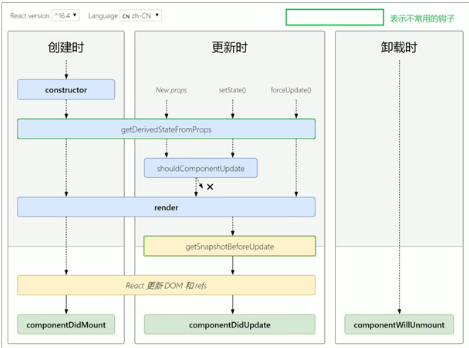 React version ^16.4 Language CN zh-CN
表示不常用的钩子
创建时 更新时 卸载时
constructor New props setState() forceUpdate()
getDerivedStateFromProps
shouldComponentUpdate
render
getSnapshotBeforeUpdate
React 更新 DOM 和 refs
componentDidMount componentDidUpdate componentWillUnmount